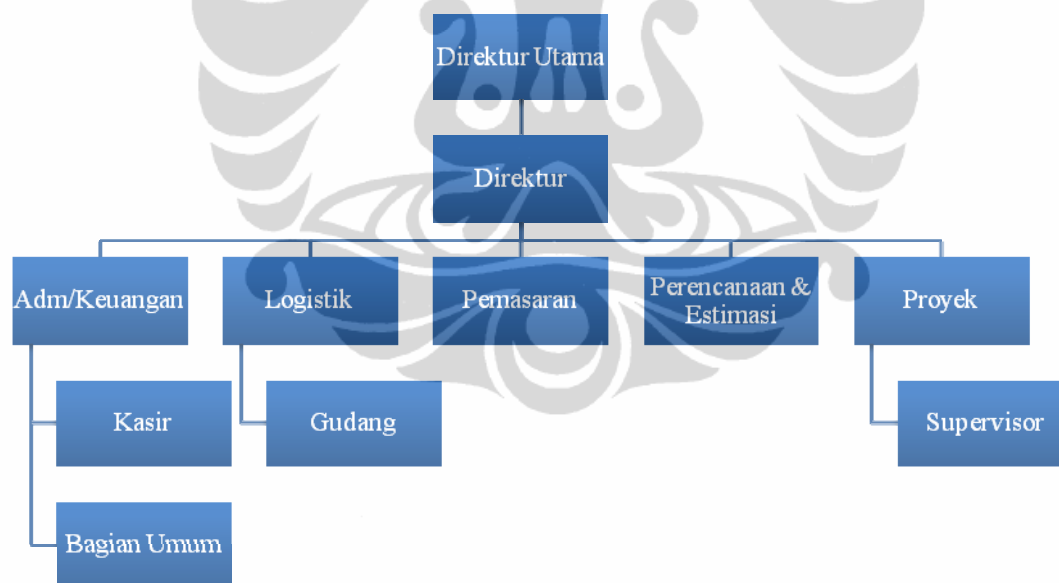 Direktur Utama
Direktur
Adm/Keuangan
Logistik
Pemasaran
Perencanaan &
Estimasi
Proyek
Kasir
Gudang
Supervisor
Bagian Umum